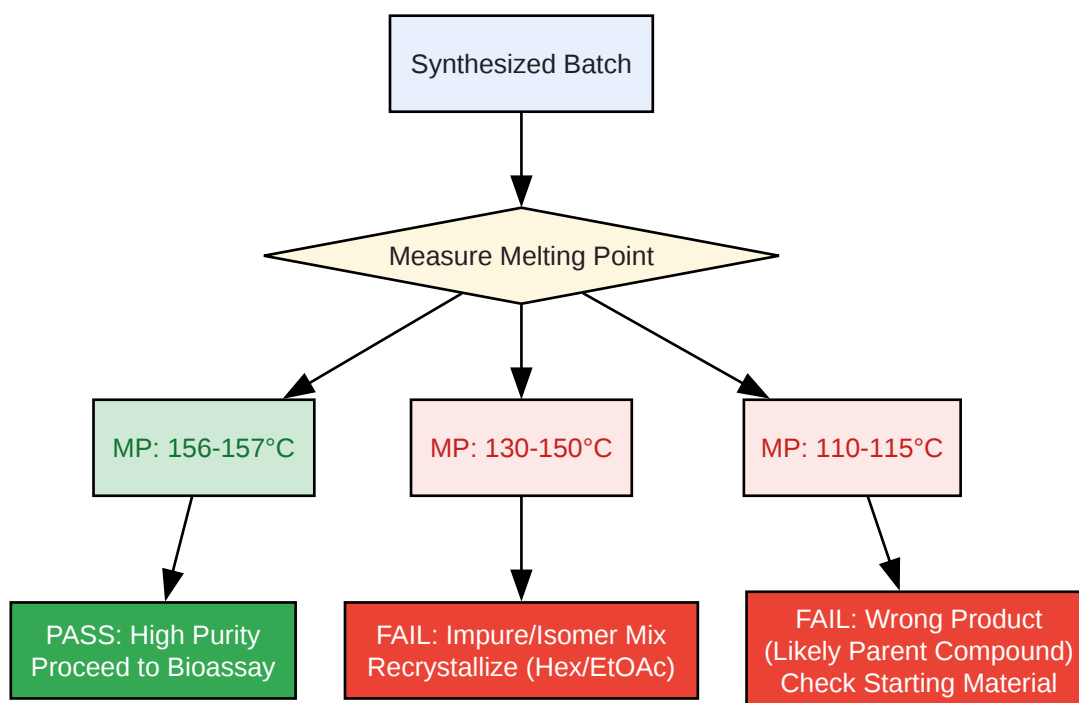 Synthesized Batch
Measure Melting Point
MP: 156-157°C
MP: 130-150°C
MP: 110-115°C
PASS: High Purity
Proceed to Bioassay
FAIL: Impure/Isomer Mix
Recrystallize (Hex/EtOAc)
FAIL: Wrong Product
(Likely Parent Compound)
Check Starting Material